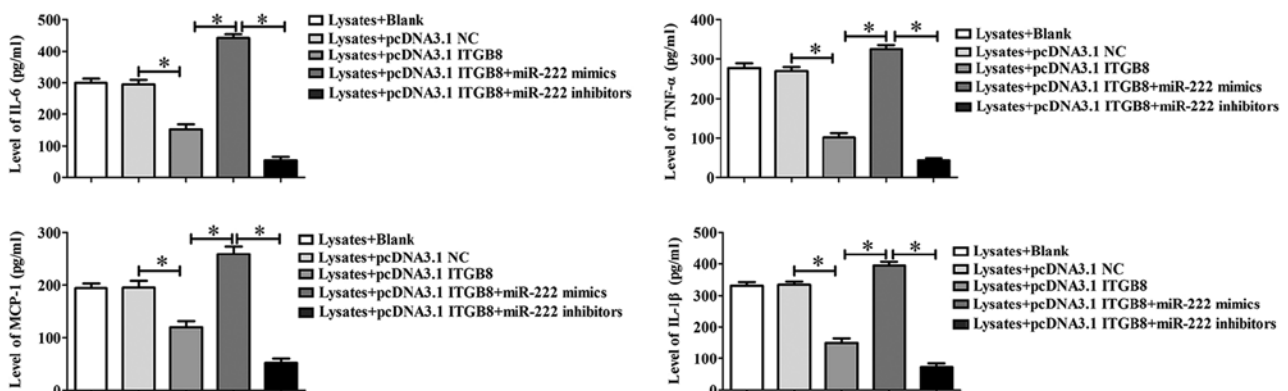 Level of IL-6 (pg/ml)
500
400
300
200
100
0
* * *
Lysates+Blank
Lysates+pcDNA3.1 NC
Lysates+pcDNA3.1 ITGB8
Lysates+pcDNA3.1 ITGB8+miR-222 mimics
Lysates+pcDNA3.1 ITGB8+miR-222 inhibitors
Level of TNF-α (pg/ml)
400
300
200
100
0
* * *
Lysates+Blank
Lysates+pcDNA3.1 NC
Lysates+pcDNA3.1 ITGB8
Lysates+pcDNA3.1 ITGB8+miR-222 mimics
Lysates+pcDNA3.1 ITGB8+miR-222 inhibitors
Level of MCP-1 (pg/ml)
300
200
100
0
* * *
Lysates+Blank
Lysates+pcDNA3.1 NC
Lysates+pcDNA3.1 ITGB8
Lysates+pcDNA3.1 ITGB8+miR-222 mimics
Lysates+pcDNA3.1 ITGB8+miR-222 inhibitors
Level of IL-1β (pg/ml)
500
400
300
200
100
0
* * *
Lysates+Blank
Lysates+pcDNA3.1 NC
Lysates+pcDNA3.1 ITGB8
Lysates+pcDNA3.1 ITGB8+miR-222 mimics
Lysates+pcDNA3.1 ITGB8+miR-222 inhibitors